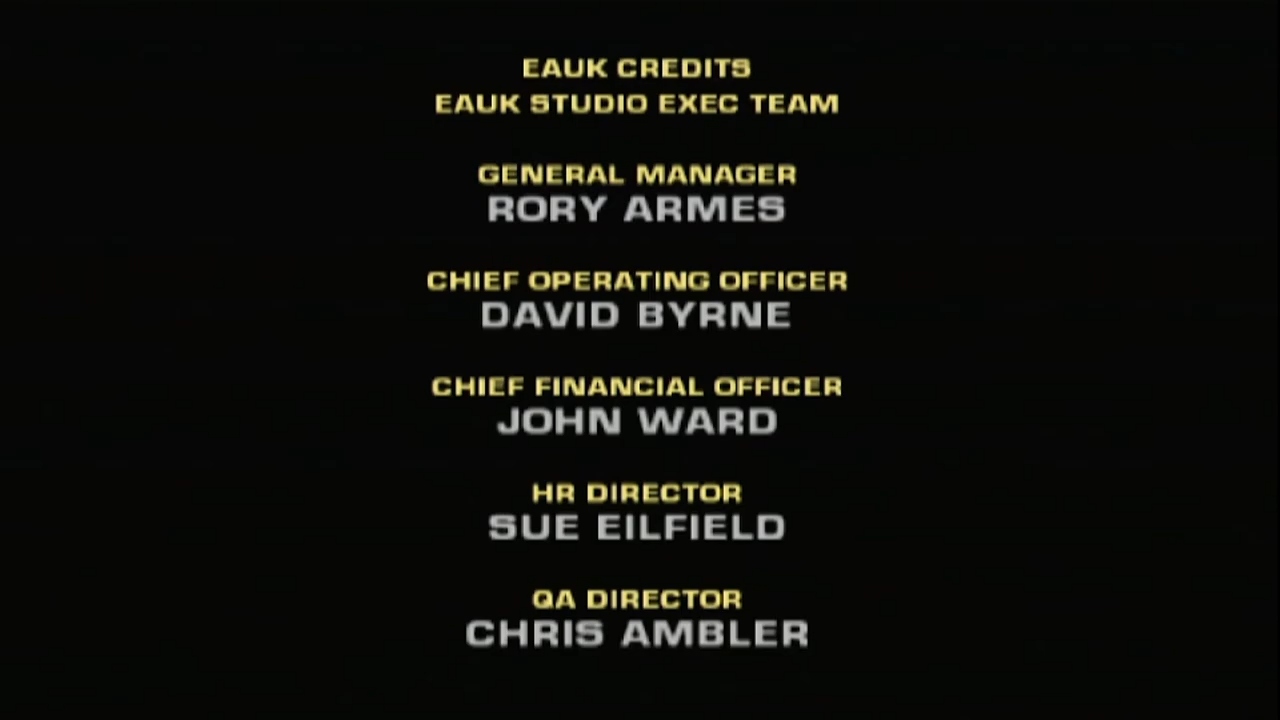 EAUK CREDITS
EAUK STUDIO EXEC TEAM
GENERAL MANAGER
RORY ARMES
CHIEF OPERATING OFFICER
DAVID BYRNE
CHIEF FINANCIAL OFFICER
JOHN WARD
HR DIRECTOR
SUE EILFIELD
QA DIRECTOR
CHRIS AMBLER